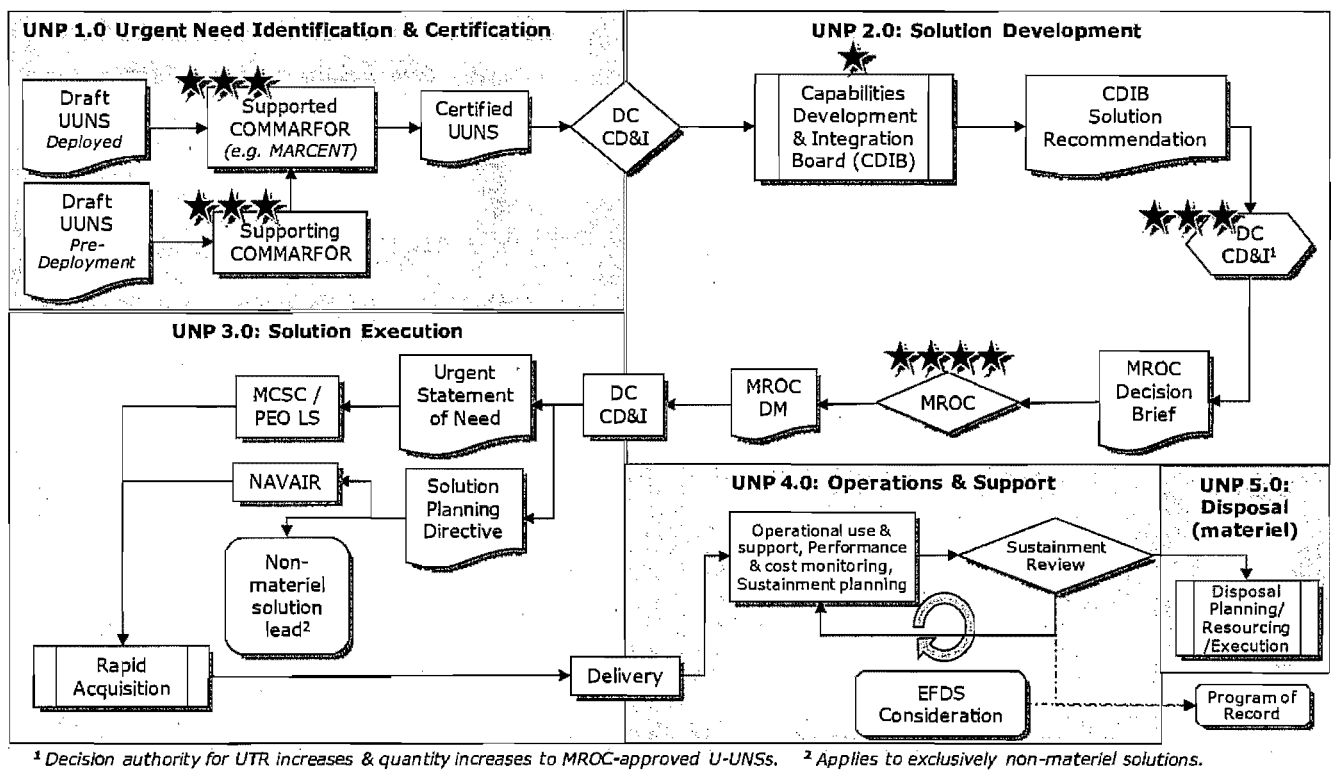 UNP 1.0 Urgent Need Identification & Certification
Draft
UUNS
Deployed
Supported
COMMARFOR
(e.g. MARCENT)
Certified
UUNS
DC
CD&I
Draft
UUNS
Pre-
Deployment
Supporting
COMMARFOR
UNP 2.0: Solution Development
Capabilities
Development
& Integration
Board (CDIB)
CDIB
Solution
Recommendation
DC
CD&I¹
MROC
Decision
Brief
MROC
MROC
DM
UNP 3.0: Solution Execution
DC
CD&I
Urgent
Statement
of Need
MCSC /
PEO LS
NAVAIR
Solution
Planning
Directive
Non-
materiel
solution
lead²
Rapid
Acquisition
Delivery
UNP 4.0: Operations & Support
Operational use &
support, Performance
& cost monitoring,
Sustainment planning
Sustainment
Review
EFDS
Consideration
UNP 5.0:
Disposal
(materiel)
Disposal
Planning/
Resourcing
/Execution
Program of
Record
¹ Decision authority for UTR increases & quantity increases to MROC-approved U-UNSs. ² Applies to exclusively non-materiel solutions.